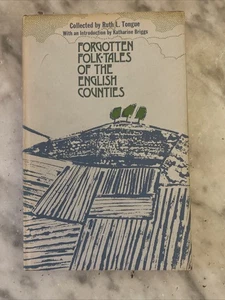 Collected by Ruth L. Tongue
With an Introduction by Katharine Briggs
FORGOTTEN
FOLK-TALES
OF THE
ENGLISH
COUNTIES